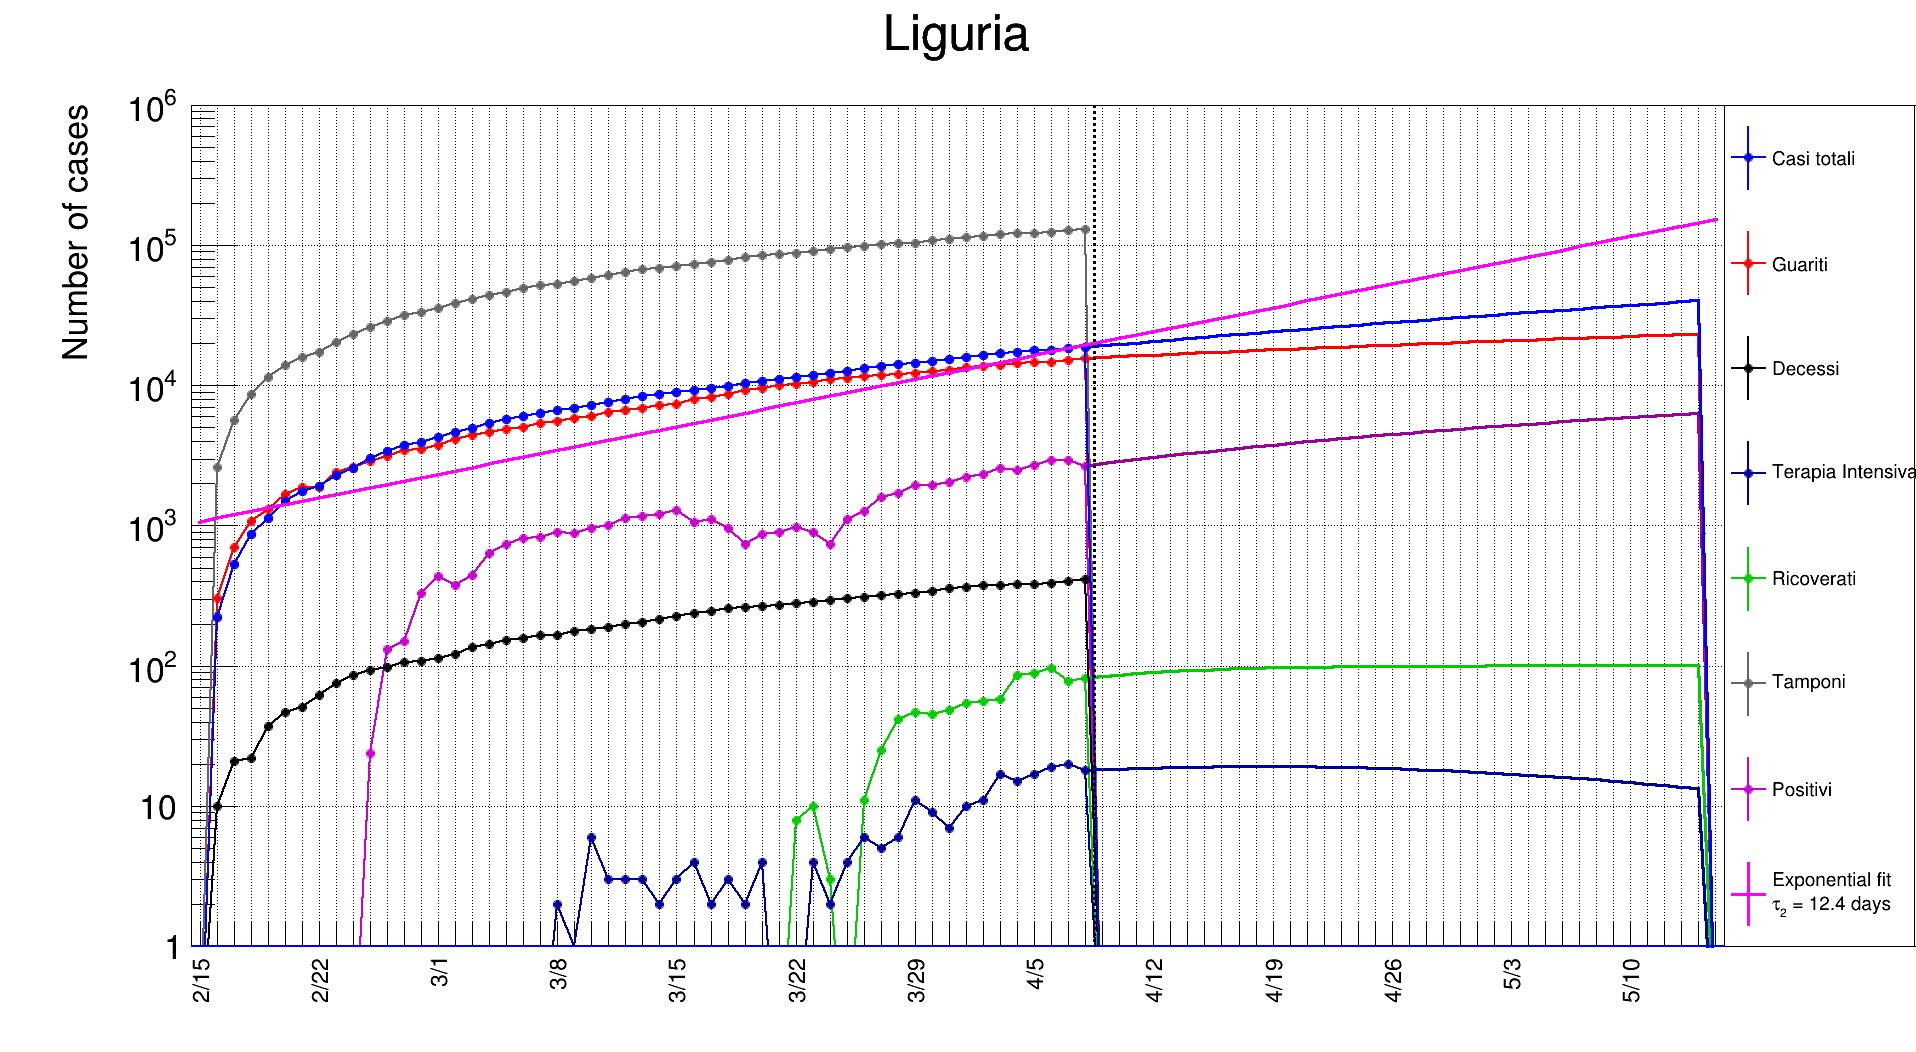 Liguria
Number of cases
10^6
10^5
10^4
10^3
10^2
10
1
2/15
2/22
3/1
3/8
3/15
3/22
3/29
4/5
4/12
4/19
4/26
5/3
5/10
Casi totali
Guariti
Decessi
Terapia Intensiva
Ricoverati
Tamponi
Positivi
Exponential fit
τ_2 = 12.4 days